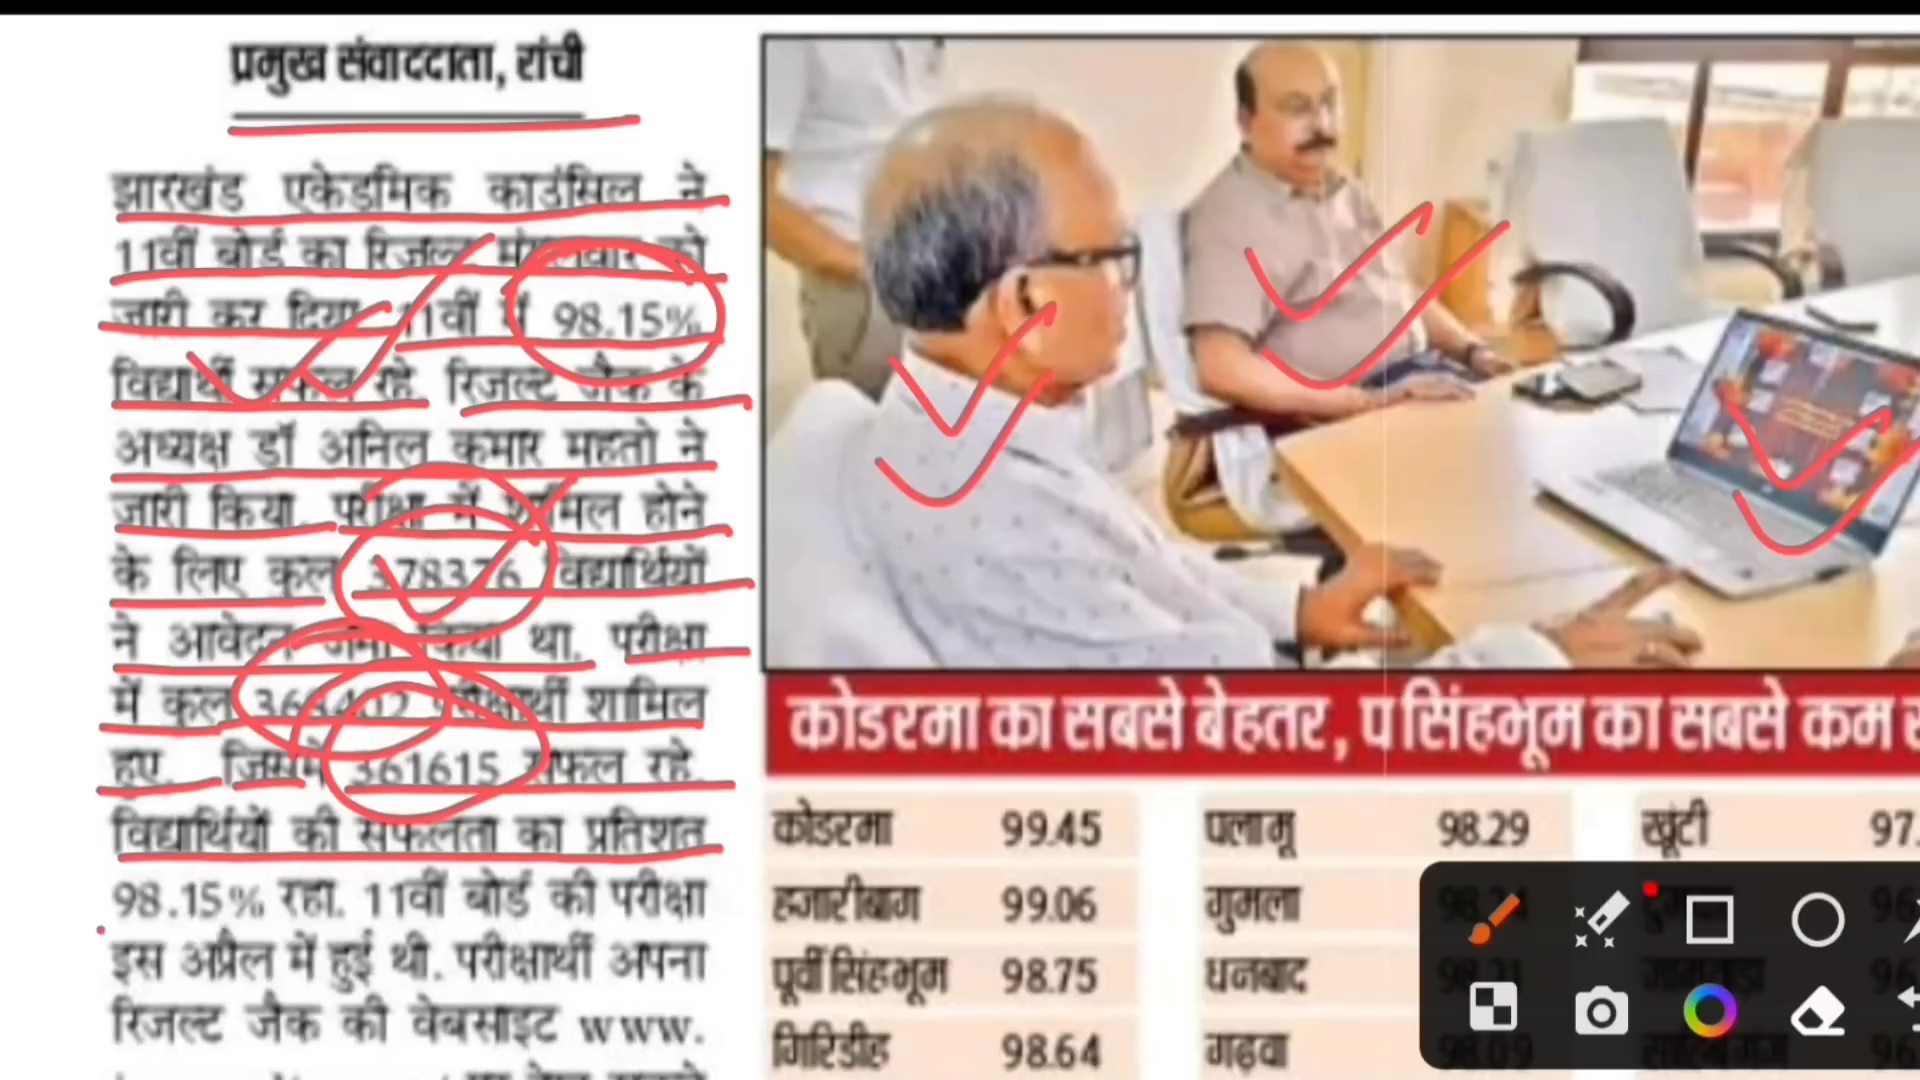 प्रमुख संवाददाता, रांची
झारखंड एकेडमिक काउंसिल ने
11वीं बोर्ड का रिजल्ट मंगलवार को
जारी कर दिया. 11वीं में 98.15%
विद्यार्थी सफल रहे. रिजल्ट जैक के
अध्यक्ष डॉ अनिल कुमार महतो ने
जारी किया. परीक्षा में शामिल होने
के लिए कुल 378376 विद्यार्थियों
ने आवेदन जमा किया था. परीक्षा
में कुल परीक्षार्थी शामिल
हुए. जिसमें 361615 सफल रहे.
विद्यार्थियों की सफलता का प्रतिशत
98.15% रहा. 11वीं बोर्ड की परीक्षा
इस अप्रैल में हुई थी. परीक्षार्थी अपना
रिजल्ट जैक की वेबसाइट www.
कोडरमा का सबसे बेहतर, प सिंहभूम का सबसे कम
कोडरमा 99.45 पलामू 98.29 खूंटी 97.
हजारीबाग 99.06 गुमला
पूर्वी सिंहभूम 98.75 धनबाद
गिरिडीह 98.64 गढ़वा